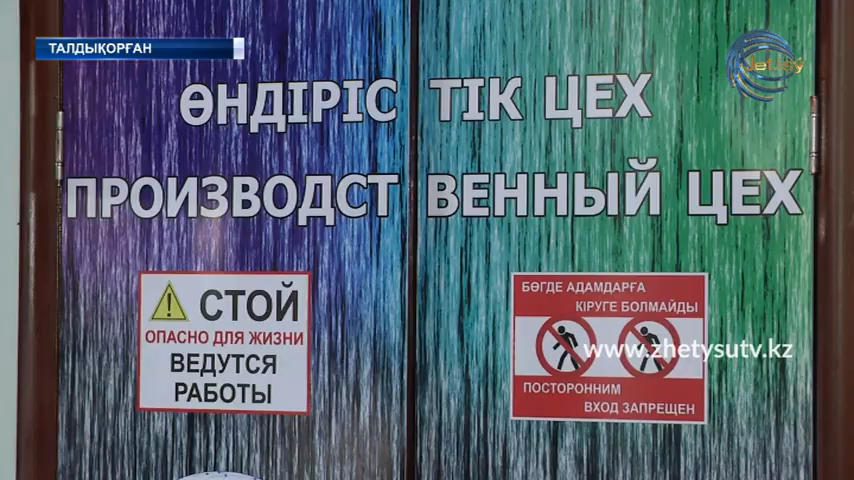 ТАЛДЫҚОРҒАН
Jetisy
ӨНДІРІС ТІК ЦЕХ
ПРОИЗВОДСТ ВЕННЫЙ ЦЕХ
СТОЙ
ОПАСНО ДЛЯ ЖИЗНИ
ВЕДУТСЯ
РАБОТЫ
БӨГДЕ АДАМДАРҒА
КІРУГЕ БОЛМАЙДЫ
www.zhetysutv.kz
ПОСТОРОННИМ
ВХОД ЗАПРЕЩЕН